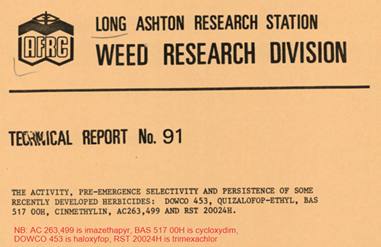 AFRC
LONG ASHTON RESEARCH STATION
WEED RESEARCH DIVISION
TECHNICAL REPORT No. 91
THE ACTIVITY, PRE-EMERGENCE SELECTIVITY AND PERSISTENCE OF SOME
RECENTLY DEVELOPED HERBICIDES: DOWCO 453, QUIZALOFOP-ETHYL, BAS
517 00H, CINMETHYLIN, AC263,499 AND RST 20024H.
NB. AC 263,499 is imazethapyr, BAS 517 00H is cycloxydim,
DOWCO 453 is haloxyfop, RST 20024H is trimexachlor